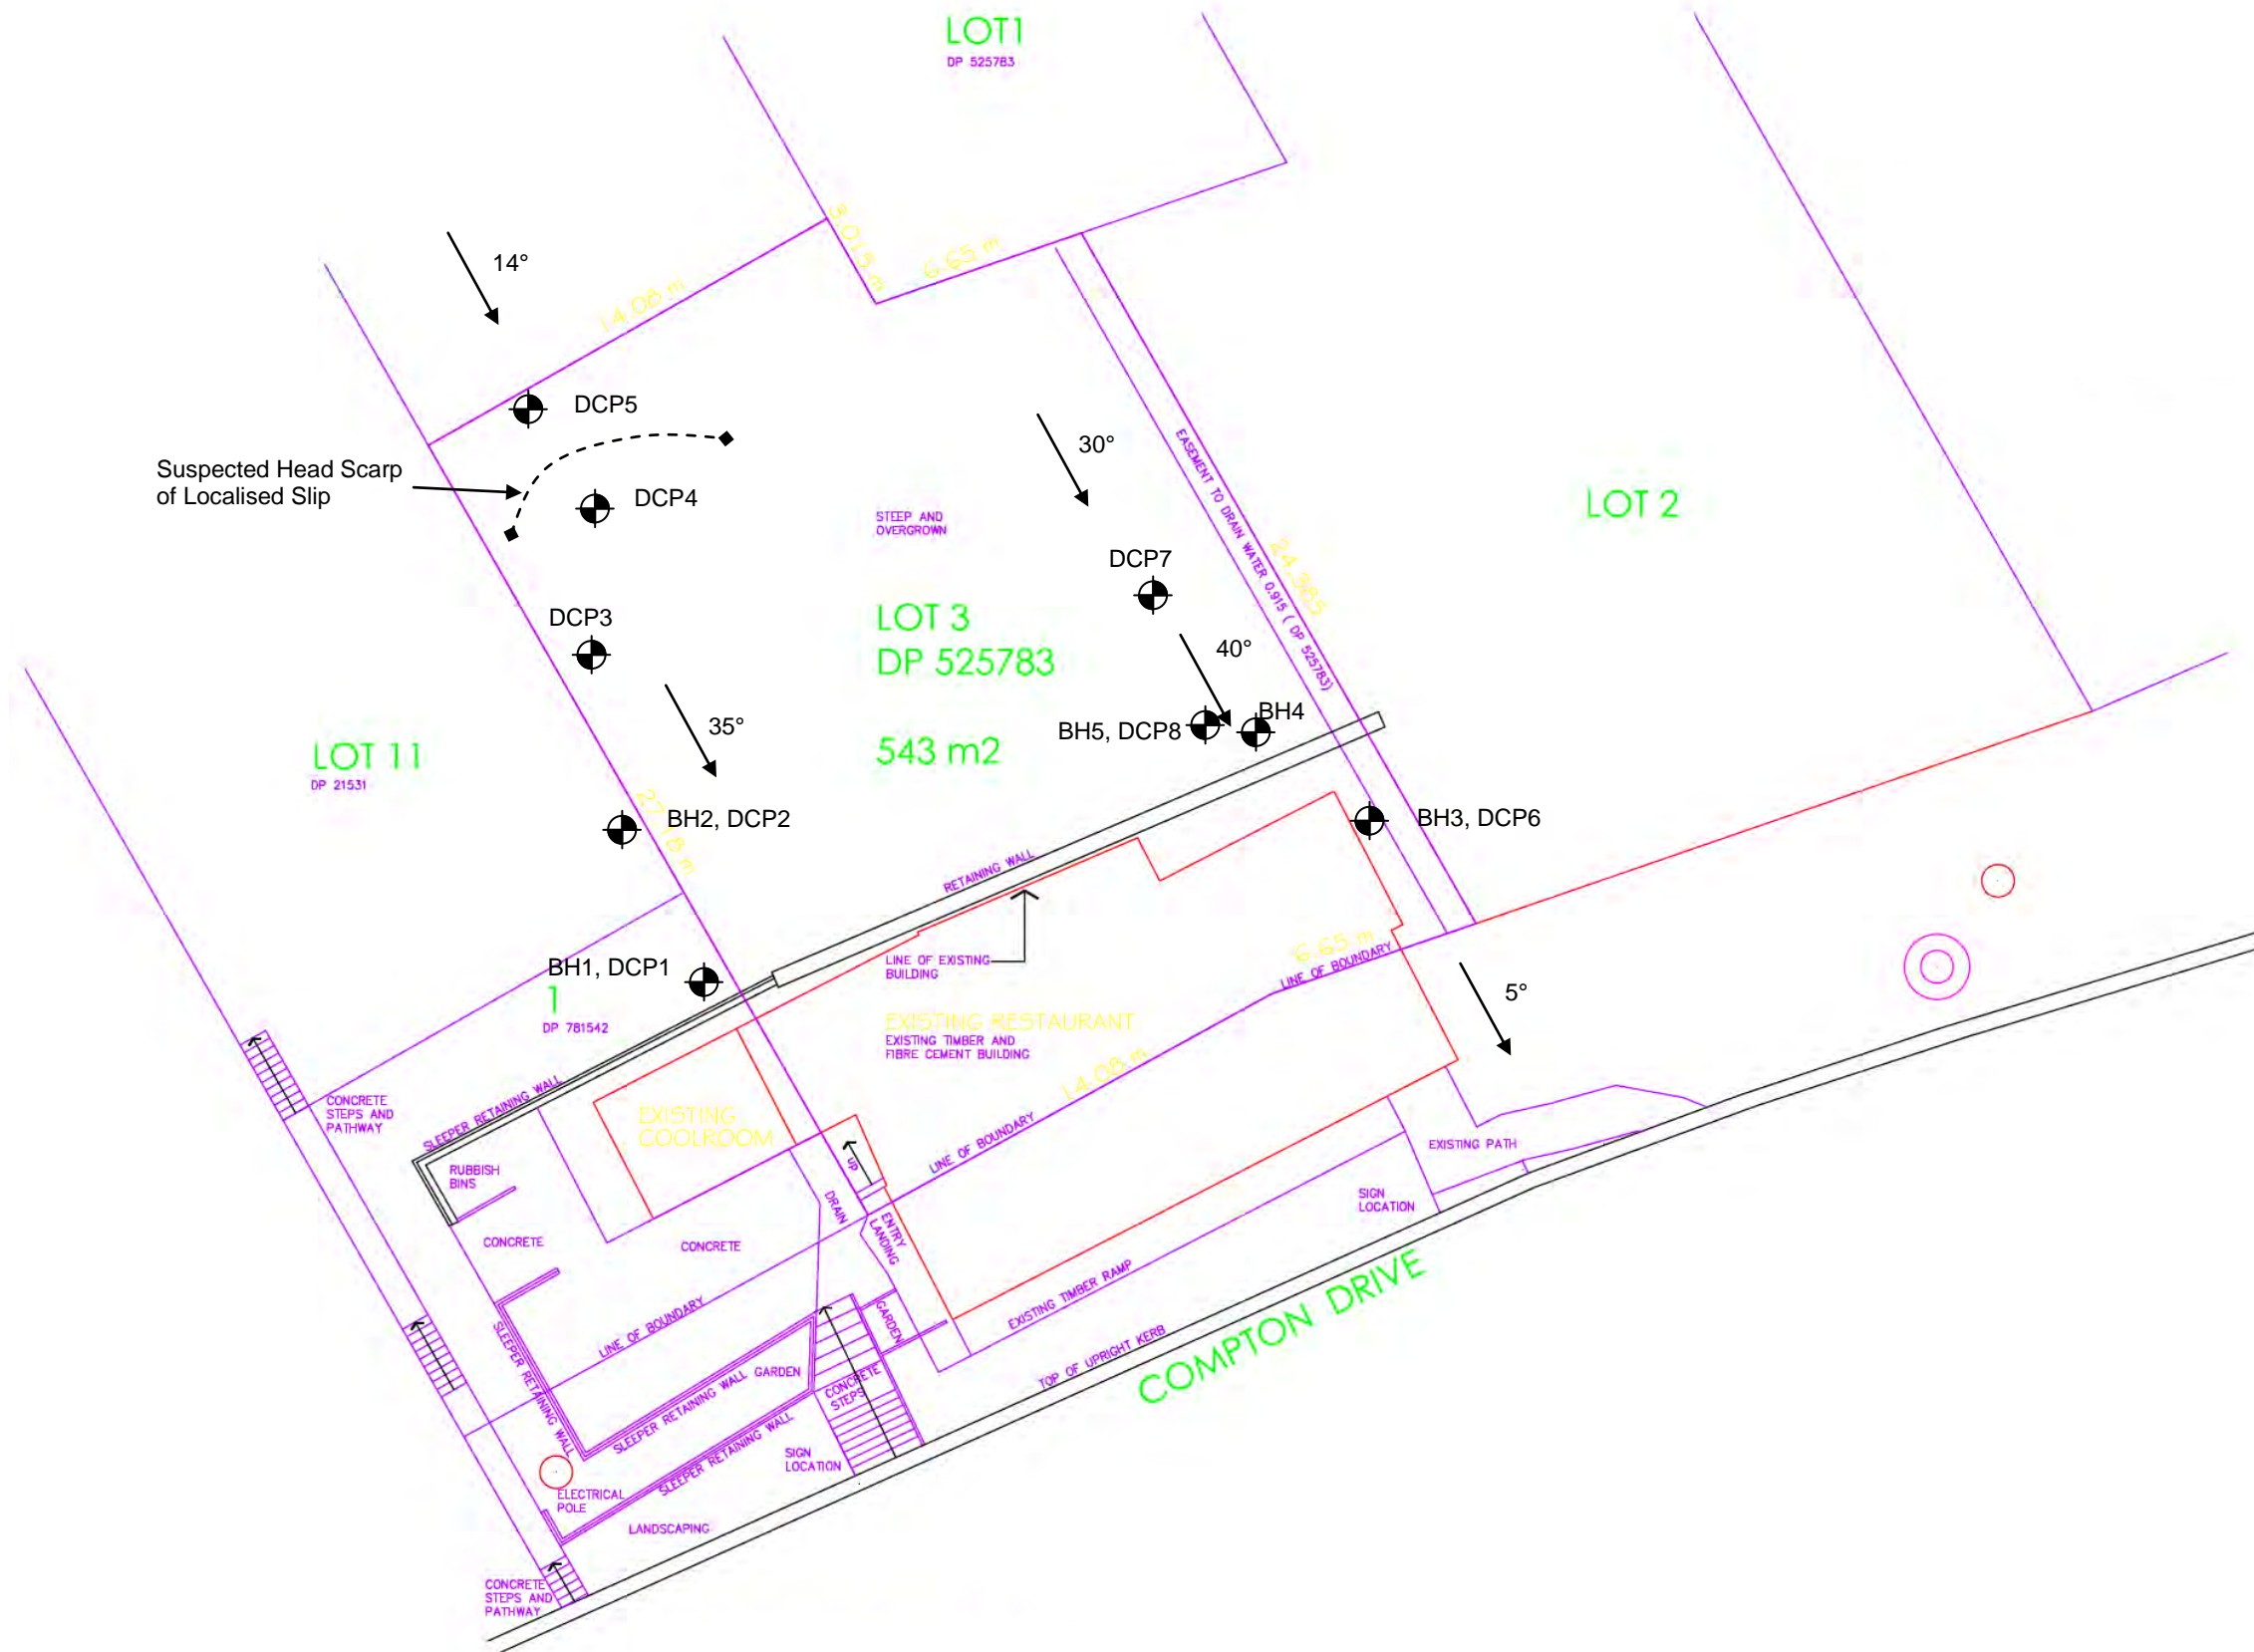 LOT1
DP 525783
14°
3.015 m
6.65 m
14.08 m
DCP5
Suspected Head Scarp
of Localised Slip
DCP4
30°
STEEP AND
OVERGROWN
EASEMENT TO DRAIN WATER 0.915 ( DP 525783)
24.385
LOT 2
DCP7
DCP3
LOT 3
DP 525783
543 m2
40°
35°
BH4
BH5, DCP8
LOT 11
DP 21531
27.18 m
BH2, DCP2
BH3, DCP6
RETAINING WALL
LINE OF EXISTING
BUILDING
6.65 m
LINE OF BOUNDARY
BH1, DCP1
1
DP 781542
5°
EXISTING RESTAURANT
EXISTING TIMBER AND
FIBRE CEMENT BUILDING
14.08 m
LINE OF BOUNDARY
CONCRETE
STEPS AND
PATHWAY
SLEEPER RETAINING WALL
EXISTING
COOLROOM
RUBBISH
BINS
UP
EXISTING PATH
SIGN
LOCATION
DRAIN
ENTRY
LANDING
CONCRETE
CONCRETE
EXISTING TIMBER RAMP
COMPTON DRIVE
GARDEN
LINE OF BOUNDARY
SLEEPER RETAINING WALL
TOP OF UPRIGHT KERB
GARDEN
CONCRETE
STEPS
SLEEPER RETAINING WALL
SLEEPER RETAINING WALL
SIGN
LOCATION
ELECTRICAL
POLE
LANDSCAPING
CONCRETE
STEPS AND
PATHWAY